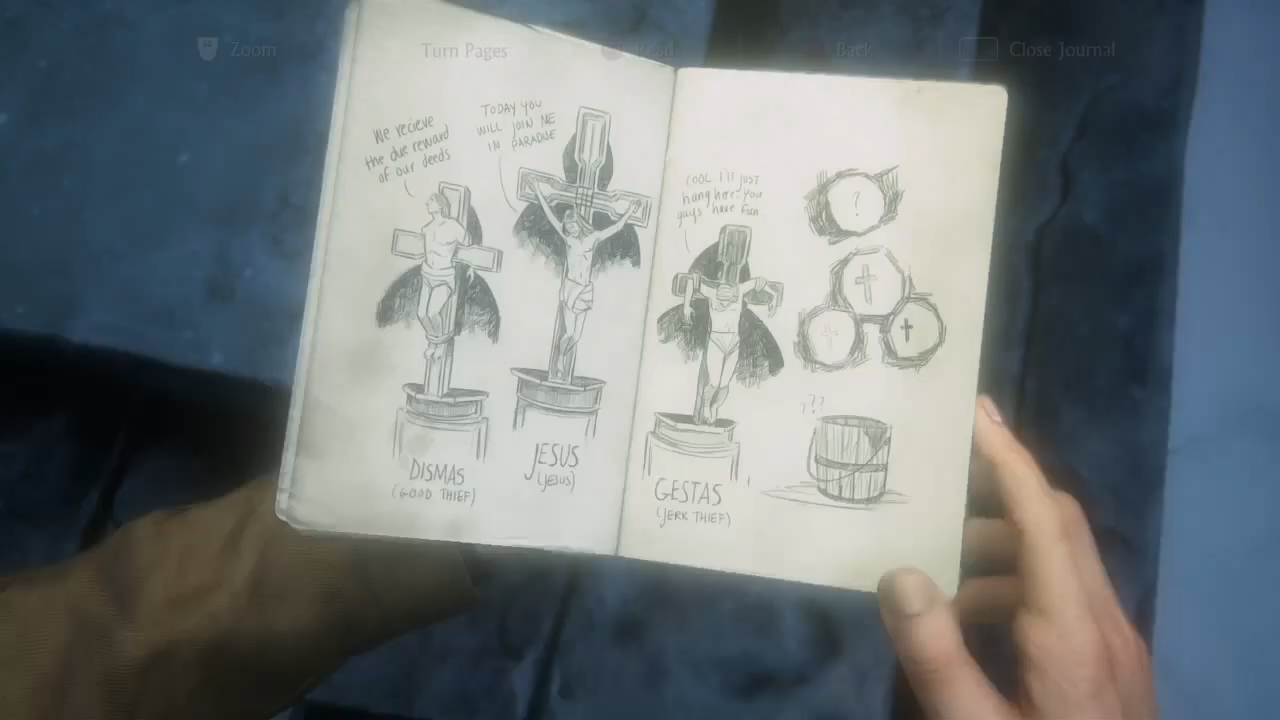 Zoom
Turn Pages
Read
Back
Close Journal
We recieve
the due reward
of our deeds
TODAY YOU
WILL JOIN ME
IN PARADISE
COOL I'll JUST
hang here. You
guys have fun.
?
???
DISMAS
(GOOD THIEF)
JESUS
(JESUS)
GESTAS
(JERK THIEF)